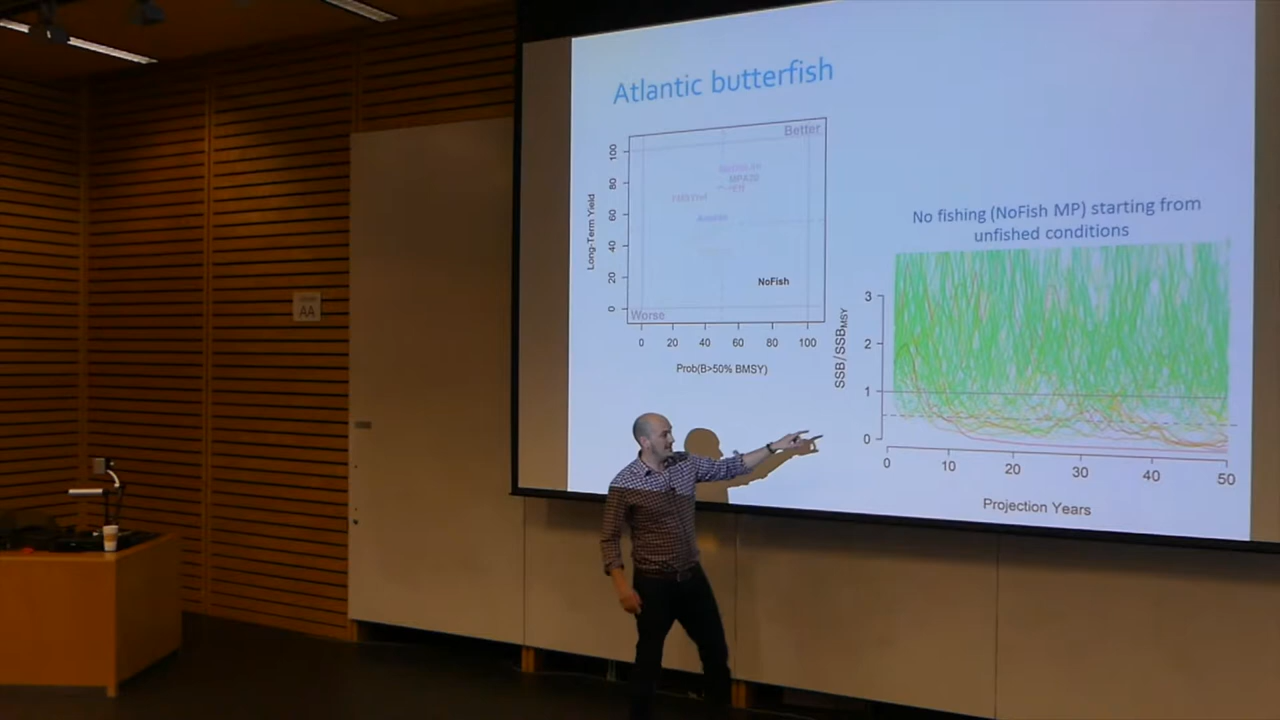 Atlantic butterfish
Better
100
80
60
40
20
0
Long-Term Yield
MPA20
NoFish
Worse
0 20 40 60 80 100
Prob(B>50% BMSY)
No fishing (NoFish MP) starting from
unfished conditions
3
2
1
0
SSB/SSBMSY
0 10 20 30 40 50
Projection Years
AA